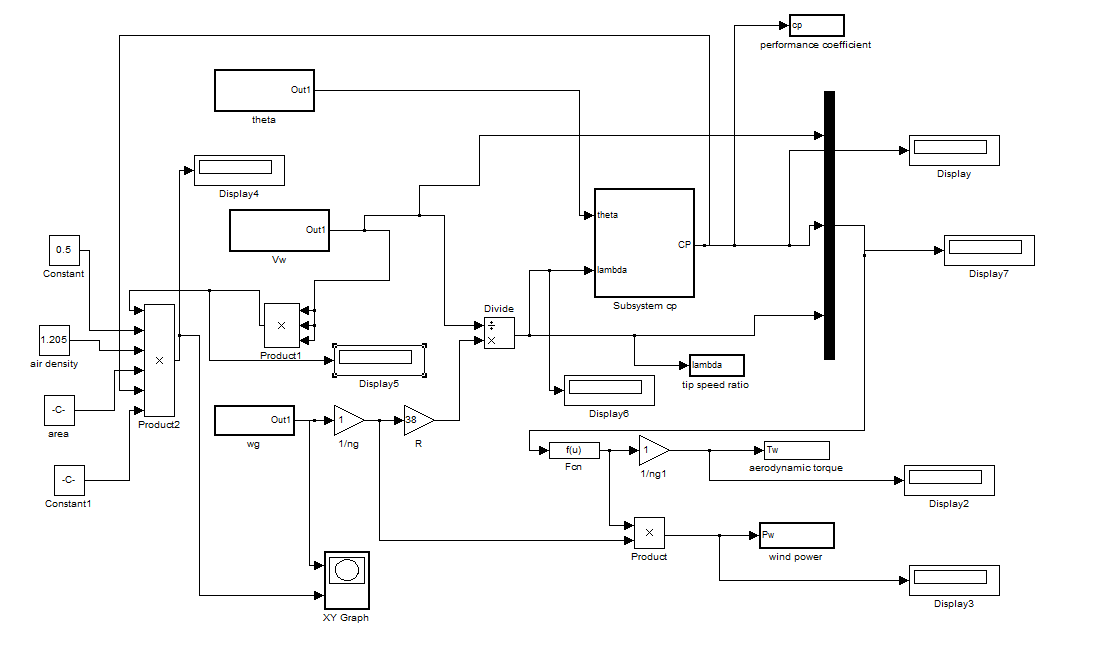 cp
performance coefficient
Out1
theta
Display
Display4
Out1
Vw
theta
CP
lambda
Subsystem cp
0.5
Constant
Display7
Divide
÷
×
×
Product1
1.205
air density
×
Product2
Display5
lambda
tip speed ratio
Display6
-C-
area
Out1
wg
1
1/ng
38
R
f(u)
Fcn
1
1/ng1
Tw
aerodynamic torque
-C-
Constant1
Display2
×
Product
Pw
wind power
XY Graph
Display3